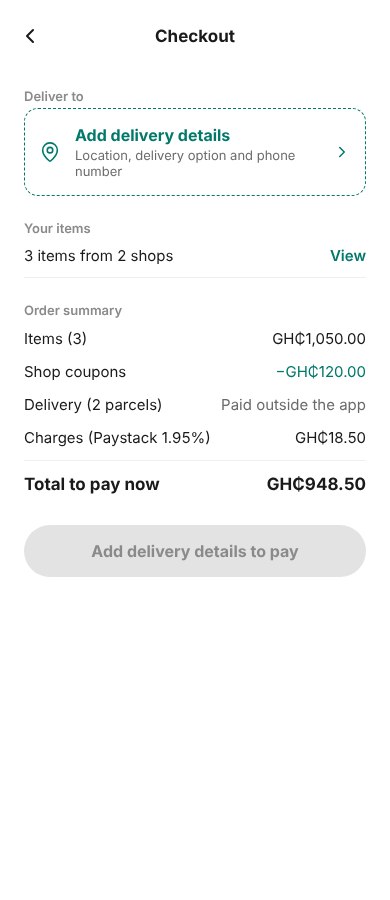 Checkout
Deliver to
Add delivery details
Location, delivery option and phone
number
Your items
3 items from 2 shops
View
Order summary
Items (3)
GH₵1,050.00
Shop coupons
−GH₵120.00
Delivery (2 parcels)
Paid outside the app
Charges (Paystack 1.95%)
GH₵18.50
Total to pay now
GH₵948.50
Add delivery details to pay